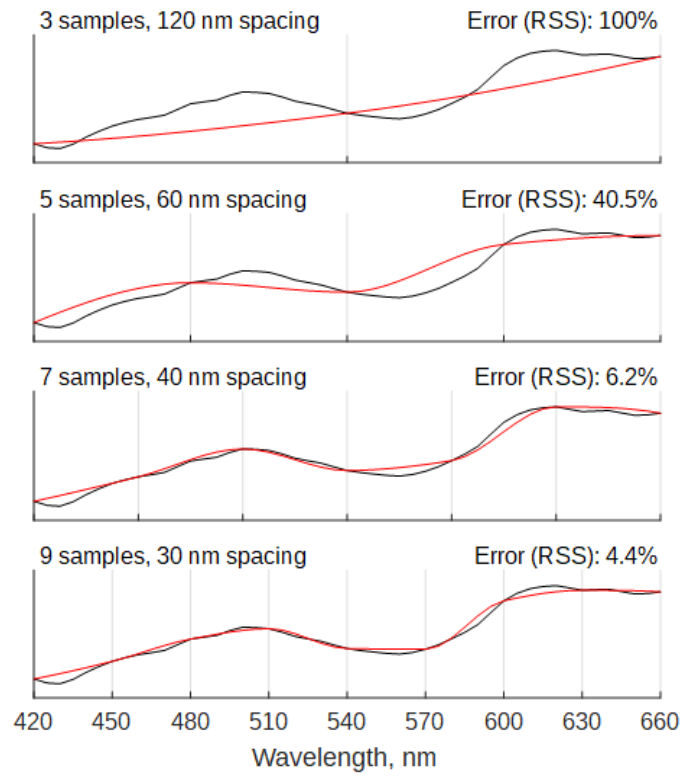 3 samples, 120 nm spacing Error (RSS): 100%
5 samples, 60 nm spacing Error (RSS): 40.5%
7 samples, 40 nm spacing Error (RSS): 6.2%
9 samples, 30 nm spacing Error (RSS): 4.4%
420 450 480 510 540 570 600 630 660
Wavelength, nm